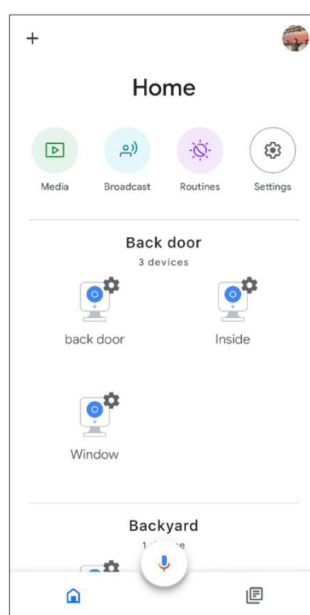 +
Home
Media Broadcast Routines Settings
Back door
3 devices
back door Inside
Window
Backyard